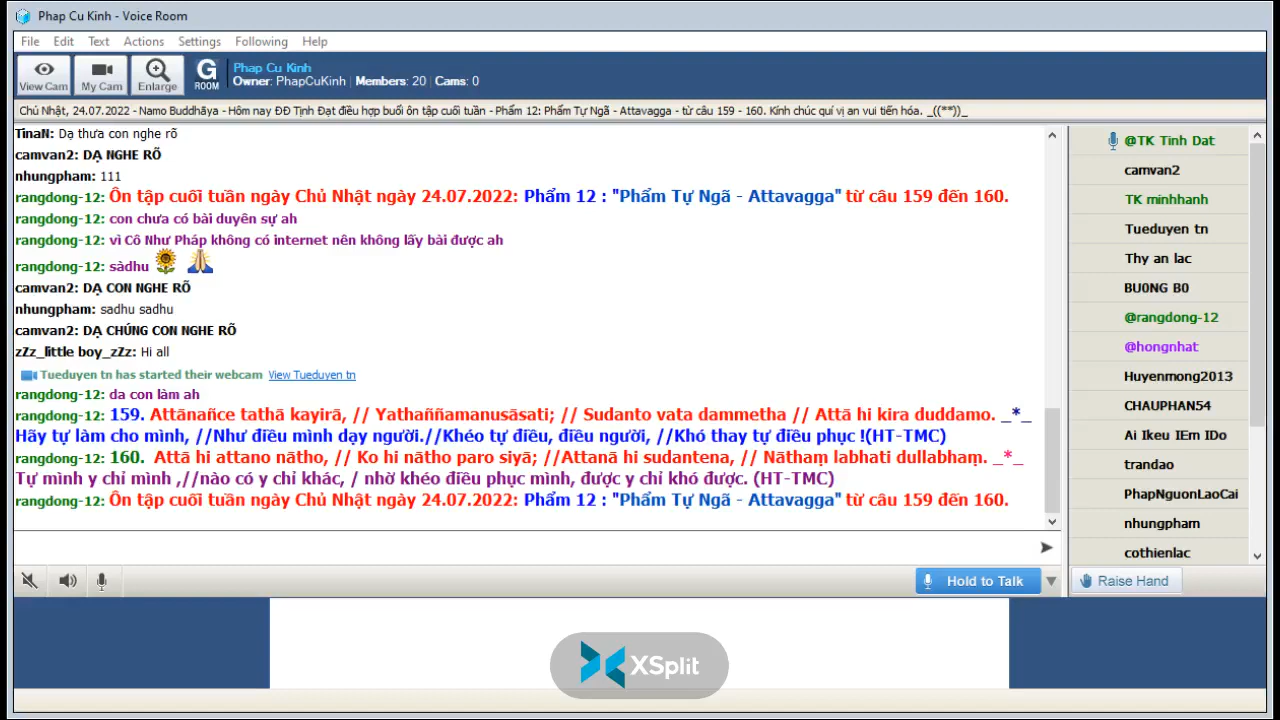 Phap Cu Kinh - Voice Room
File Edit Text Actions Settings Following Help
View Cam My Cam Enlarge G ROOM
Phap Cu Kinh
Owner: PhapCuKinh Members: 20 Cams: 0
Chủ Nhật, 24.07.2022 - Namo Buddhāya - Hôm nay ĐĐ Tịnh Đạt điều hợp buổi ôn tập cuối tuần - Phẩm 12: Phẩm Tự Ngã - Attavagga - từ câu 159 - 160. Kính chúc quí vị an vui tiến hóa. _((**))_
TinaN: Dạ thưa con nghe rõ
camvan2: DẠ NGHE RÕ
nhungpham: 111
rangdong-12: Ôn tập cuối tuần ngày Chủ Nhật ngày 24.07.2022: Phẩm 12 : "Phẩm Tự Ngã - Attavagga" từ câu 159 đến 160.
rangdong-12: con chưa có bài duyên sự ah
rangdong-12: vì Cô Như Pháp không có internet nên không lấy bài được ah
rangdong-12: sàdhu
camvan2: DẠ CON NGHE RÕ
nhungpham: sadhu sadhu
camvan2: DẠ CHÚNG CON NGHE RÕ
zZz_little boy_zZz: Hi all
Tueduyen tn has started their webcam View Tueduyen tn
rangdong-12: da con làm ah
rangdong-12: 159. Attānañce tathā kayirā, // Yathaññamanusāsati; // Sudanto vata dammetha // Attā hi kira duddamo. _*_
Hãy tự làm cho mình, //Như điều mình dạy người.//Khéo tự điều, điều người, //Khó thay tự điều phục !(HT-TMC)
rangdong-12: 160. Attā hi attano nātho, // Ko hi nātho paro siyā; //Attanā hi sudantena, // Nāthaṃ labhati dullabhaṃ. _*_
Tự mình y chỉ mình ,//nào có y chỉ khác, / nhờ khéo điều phục mình, được y chỉ khó được. (HT-TMC)
rangdong-12: Ôn tập cuối tuần ngày Chủ Nhật ngày 24.07.2022: Phẩm 12 : "Phẩm Tự Ngã - Attavagga" từ câu 159 đến 160.
@TK Tinh Dat
camvan2
TK minhhanh
Tueduyen tn
Thy an lac
BU0NG B0
@rangdong-12
@hongnhat
Huyenmong2013
CHAUPHAN54
Ai Ikeu IEm IDo
trandao
PhapNguonLaoCai
nhungpham
cothienlac
Hold to Talk
Raise Hand
XSplit